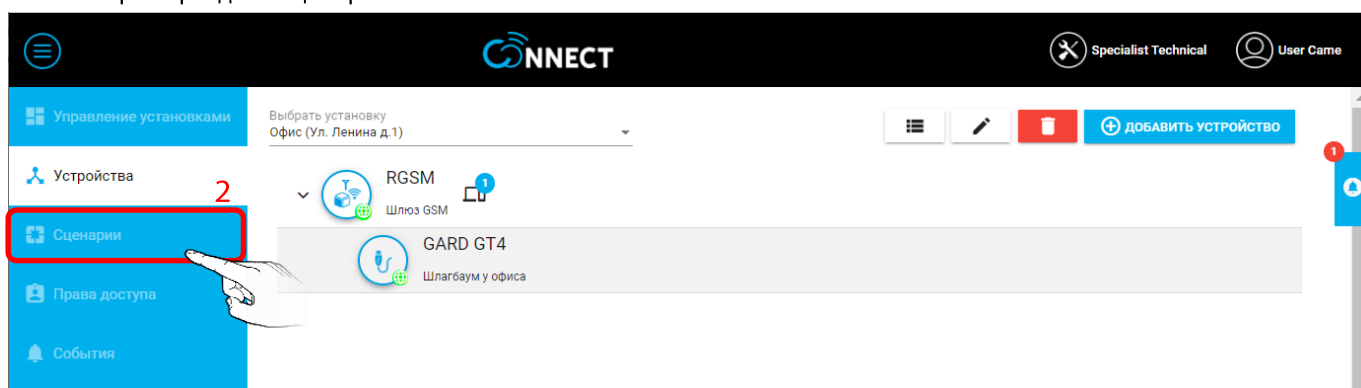 CONNECT
Specialist Technical
User Came
Управление установками
Выбрать установку
Офис (Ул. Ленина д.1)
ДОБАВИТЬ УСТРОЙСТВО
1
Устройства
2
RGSM
1
Шлюз GSM
Сценарии
GARD GT4
Шлагбаум у офиса
Права доступа
События